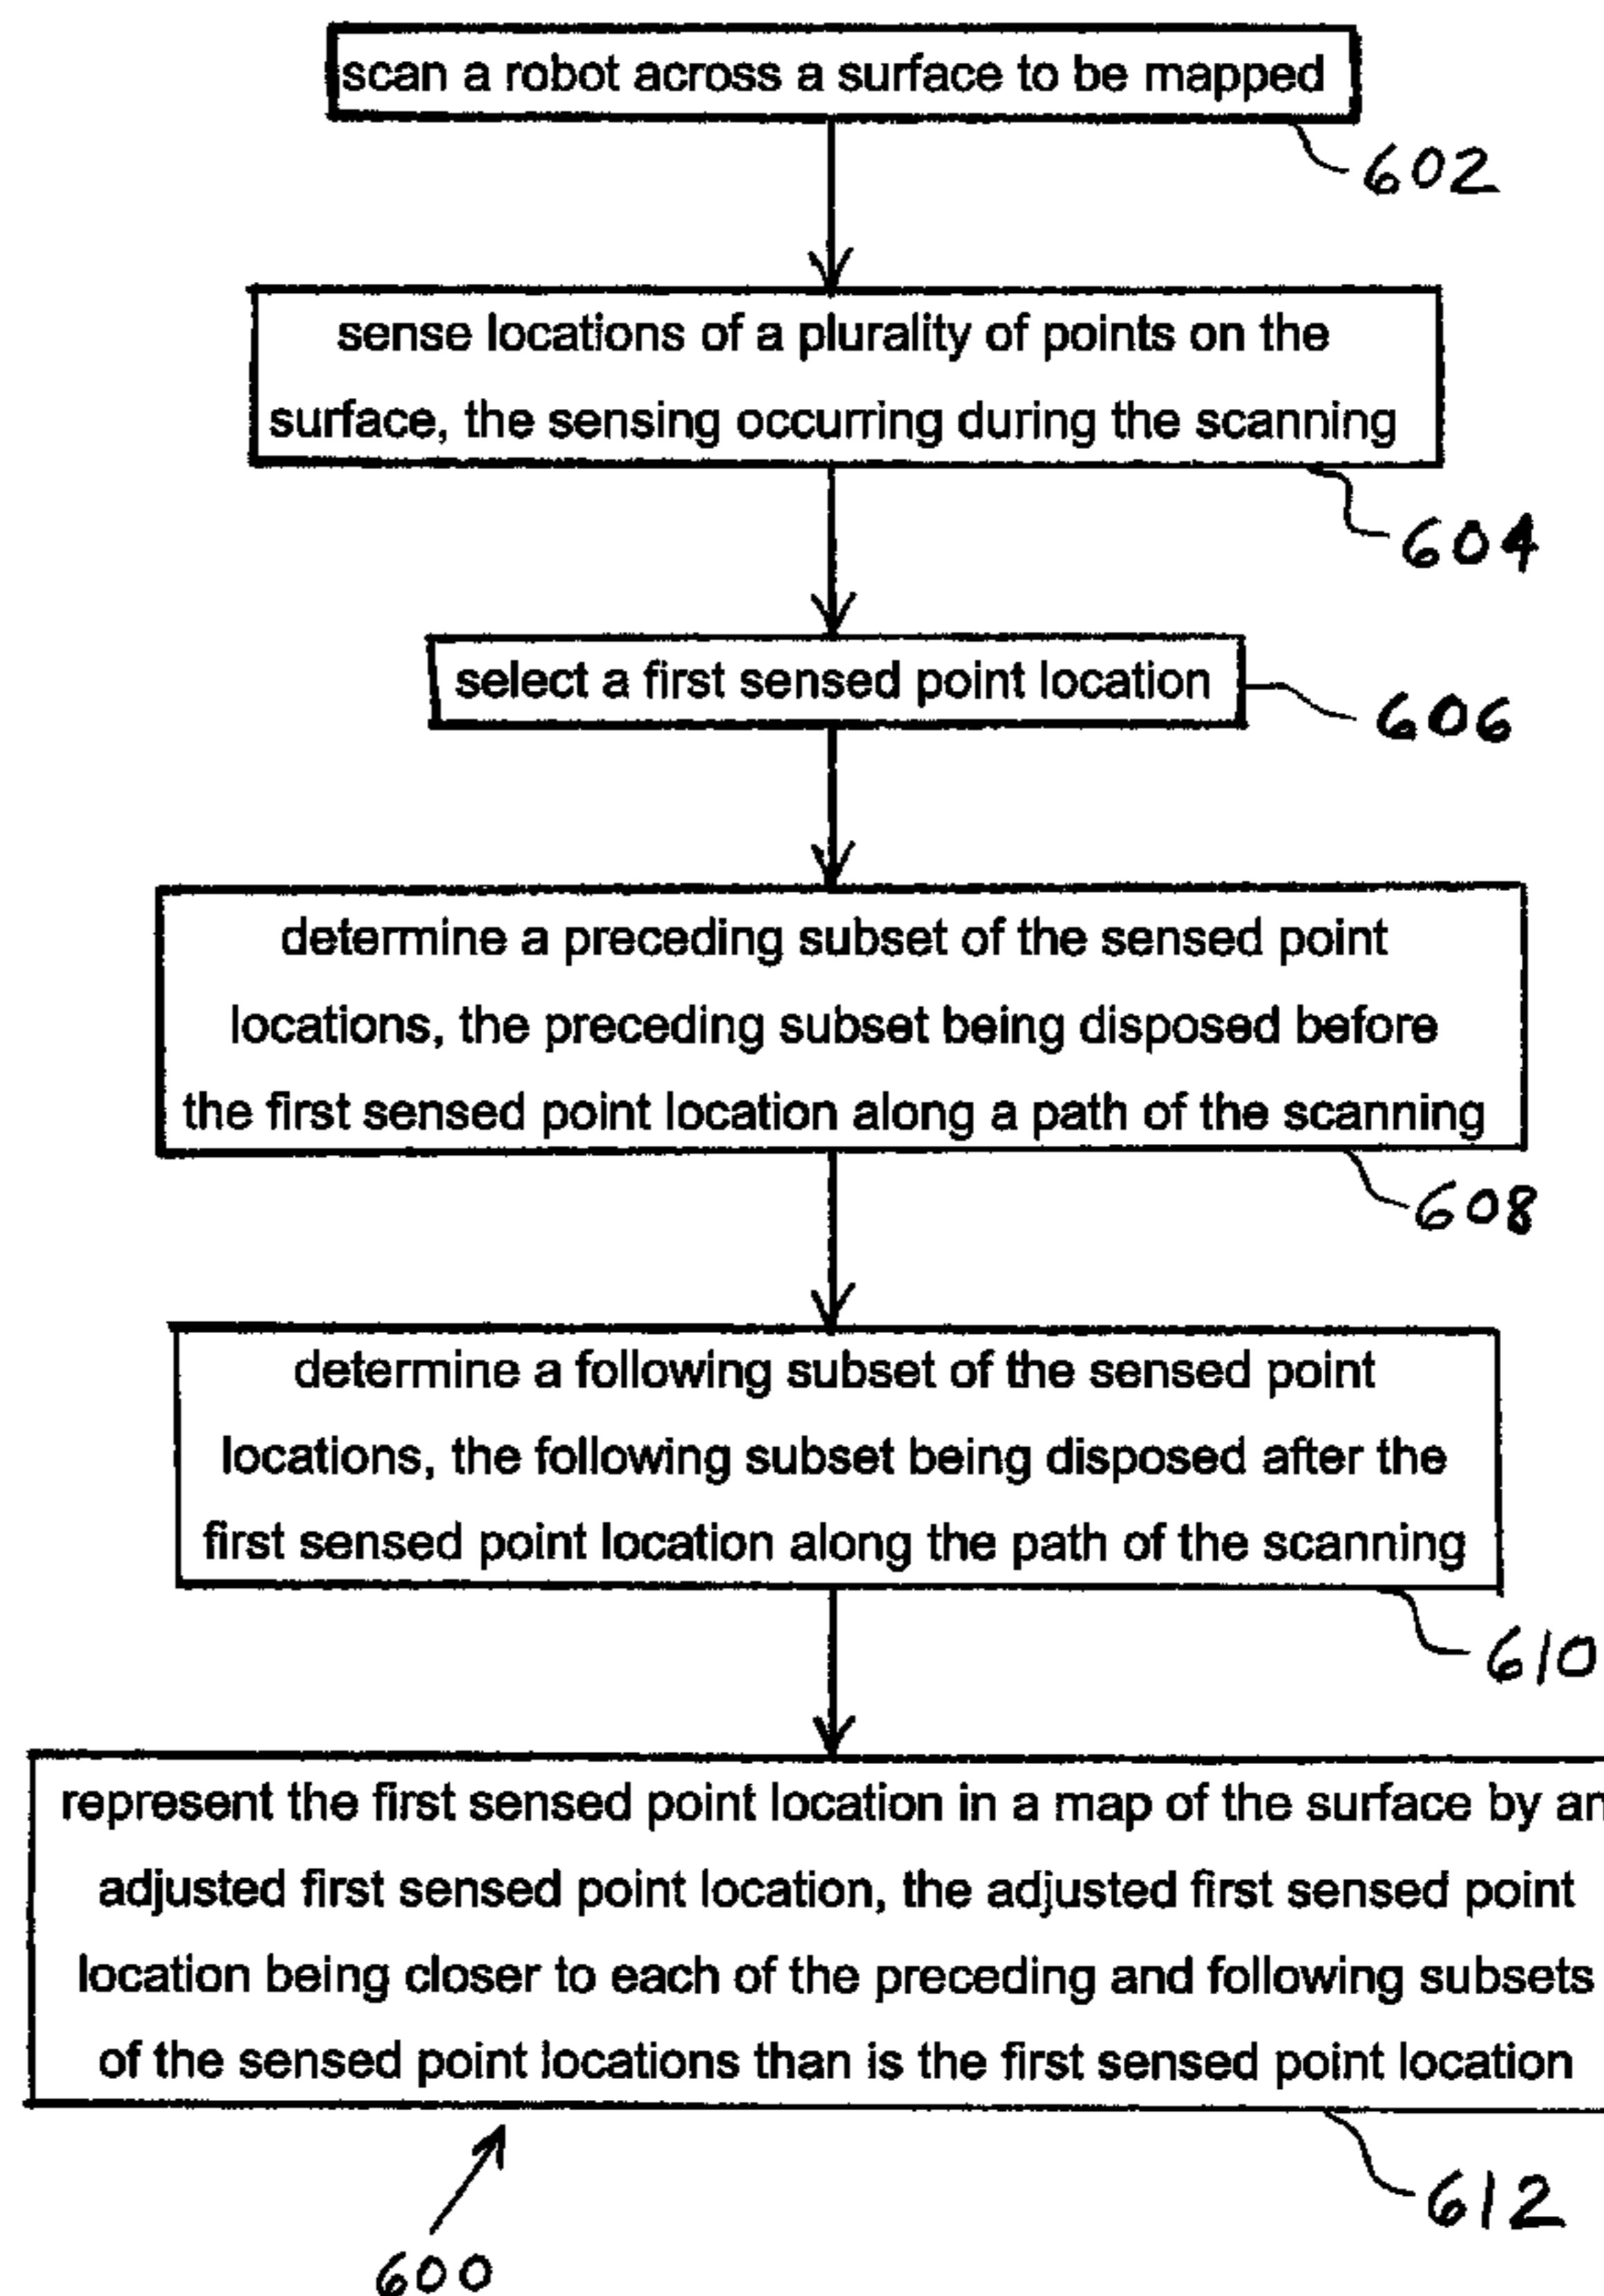 scan a robot across a surface to be mapped
602
sense locations of a plurality of points on the
surface, the sensing occurring during the scanning
604
select a first sensed point location
606
determine a preceding subset of the sensed point
locations, the preceding subset being disposed before
the first sensed point location along a path of the scanning
608
determine a following subset of the sensed point
locations, the following subset being disposed after the
first sensed point location along the path of the scanning
610
represent the first sensed point location in a map of the surface by an
adjusted first sensed point location, the adjusted first sensed point
location being closer to each of the preceding and following subsets
of the sensed point locations than is the first sensed point location
612
600